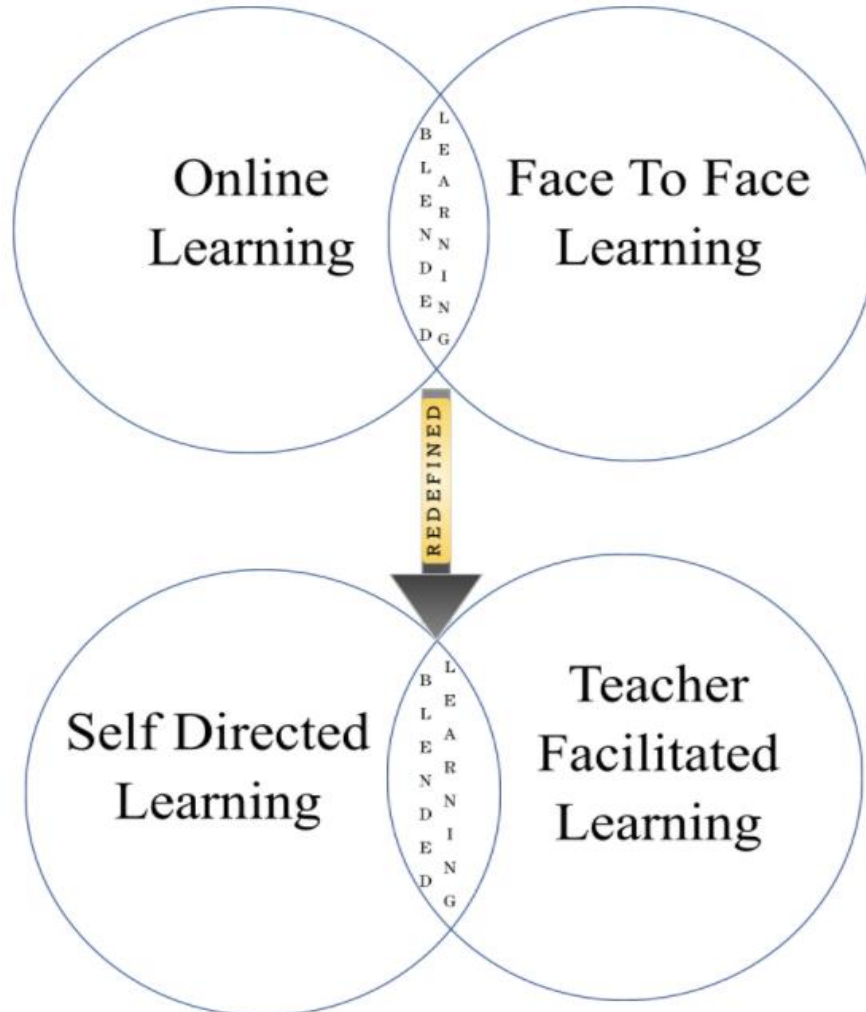 Online
Learning
BLENDED
LEARNING
Face To Face
Learning
REDEFINED
Self Directed
Learning
BLENDED
LEARNING
Teacher
Facilitated
Learning